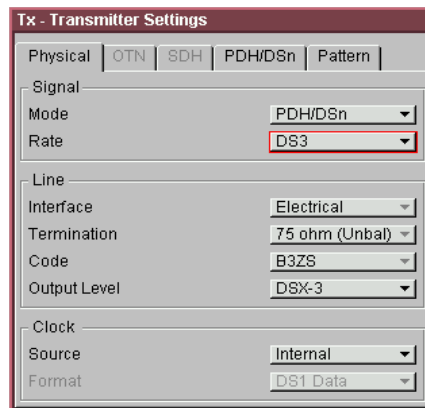 Tx - Transmitter Settings
Physical OTN SDH PDH/DSn Pattern
Signal
Mode PDH/DSn
Rate DS3
Line
Interface Electrical
Termination 75 ohm (Unbal)
Code B3ZS
Output Level DSX-3
Clock
Source Internal
Format DS1 Data